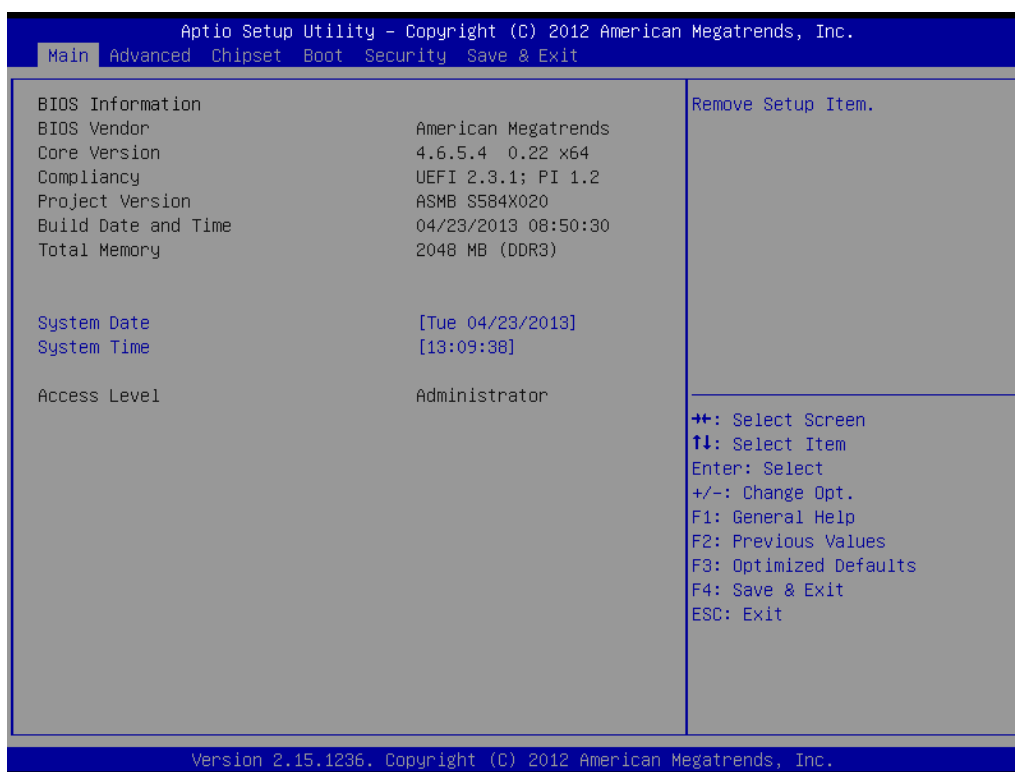 Aptio Setup Utility – Copyright (C) 2012 American Megatrends, Inc.
Main Advanced Chipset Boot Security Save & Exit
BIOS Information
BIOS Vendor American Megatrends
Core Version 4.6.5.4 0.22 x64
Compliancy UEFI 2.3.1; PI 1.2
Project Version ASMB S584X020
Build Date and Time 04/23/2013 08:50:30
Total Memory 2048 MB (DDR3)
System Date [Tue 04/23/2013]
System Time [13:09:38]
Access Level Administrator
Remove Setup Item.
→←: Select Screen
↑↓: Select Item
Enter: Select
+/-: Change Opt.
F1: General Help
F2: Previous Values
F3: Optimized Defaults
F4: Save & Exit
ESC: Exit
Version 2.15.1236. Copyright (C) 2012 American Megatrends, Inc.